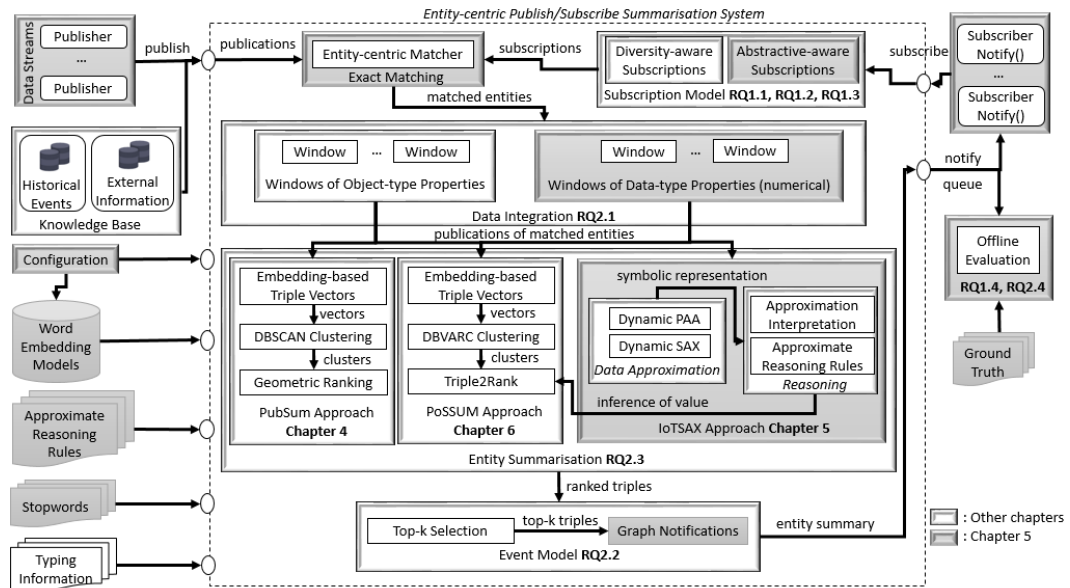 Entity-centric Publish/Subscribe Summarisation System
Data Streams
Publisher
...
Publisher
publish
publications
Entity-centric Matcher
Exact Matching
subscriptions
Diversity-aware
Subscriptions
Abstractive-aware
Subscriptions
Subscription Model RQ1.1, RQ1.2, RQ1.3
subscribe
Subscriber
Notify()
...
Subscriber
Notify()
matched entities
Historical
Events
External
Information
Knowledge Base
Window
...
Window
Windows of Object-type Properties
Window
...
Window
Windows of Data-type Properties (numerical)
Data Integration RQ2.1
notify
queue
publications of matched entities
Configuration
Word
Embedding
Models
Approximate
Reasoning
Rules
Stopwords
Typing
Information
Embedding-based
Triple Vectors
vectors
DBSCAN Clustering
clusters
Geometric Ranking
PubSum Approach
Chapter 4
Embedding-based
Triple Vectors
vectors
DBVARC Clustering
clusters
Triple2Rank
PoSSUM Approach
Chapter 6
symbolic representation
Dynamic PAA
Dynamic SAX
Data Approximation
Approximation
Interpretation
Approximate
Reasoning Rules
Reasoning
inference of value
IoTSAX Approach Chapter 5
Entity Summarisation RQ2.3
Offline
Evaluation
RQ1.4, RQ2.4
Ground
Truth
ranked triples
Top-k Selection
top-k triples
Graph Notifications
Event Model RQ2.2
entity summary
: Other chapters
: Chapter 5